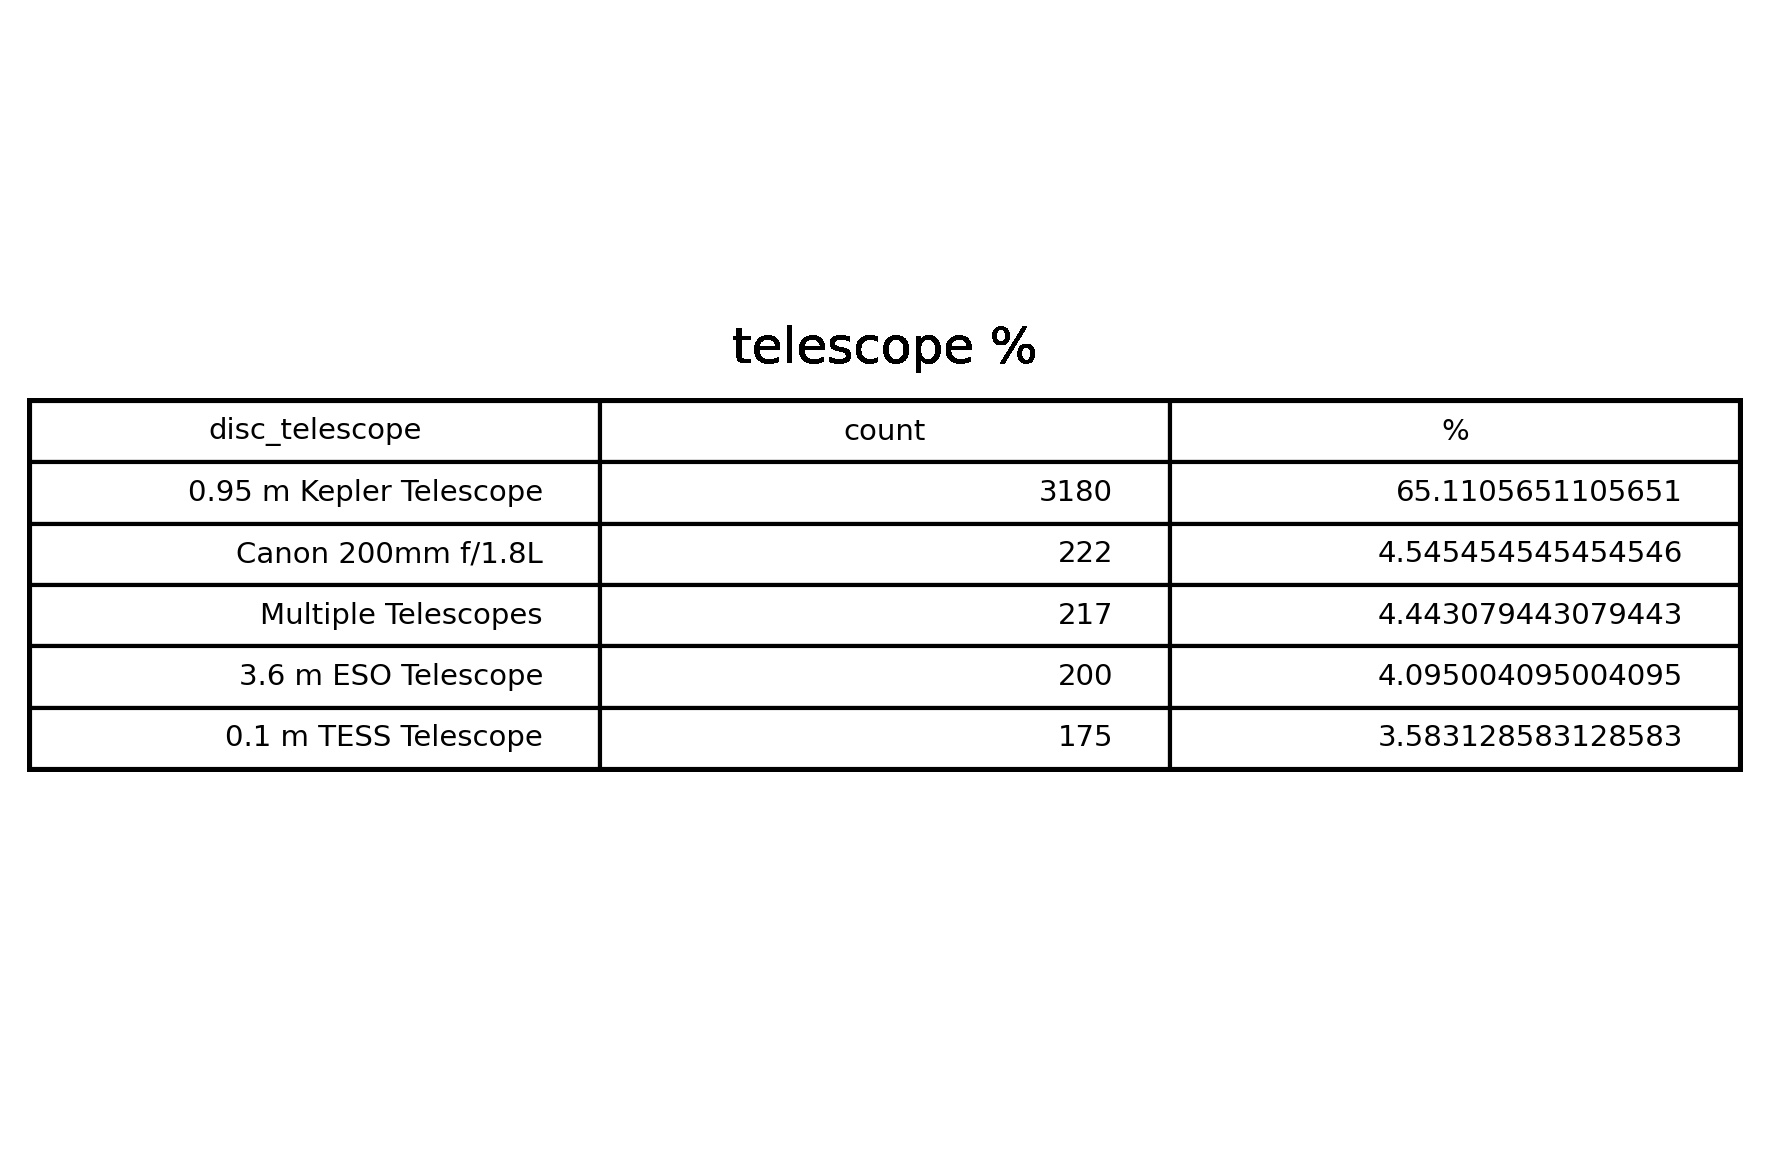 telescope %
disc_telescope count %
0.95 m Kepler Telescope 3180 65.1105651105651
Canon 200mm f/1.8L 222 4.545454545454546
Multiple Telescopes 217 4.443079443079443
3.6 m ESO Telescope 200 4.095004095004095
0.1 m TESS Telescope 175 3.583128583128583